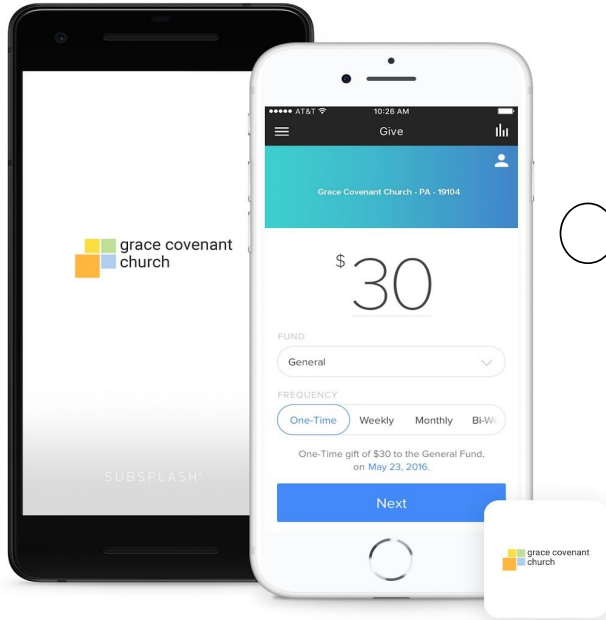 grace covenant
church
SUBSPLASH
AT&T 10:26 AM
Give
Grace Covenant Church - PA - 19104
$ 30
FUND
General
FREQUENCY
One-Time Weekly Monthly Bi-We
One-Time gift of $30 to the General Fund,
on May 23, 2016.
Next
grace covenant
church